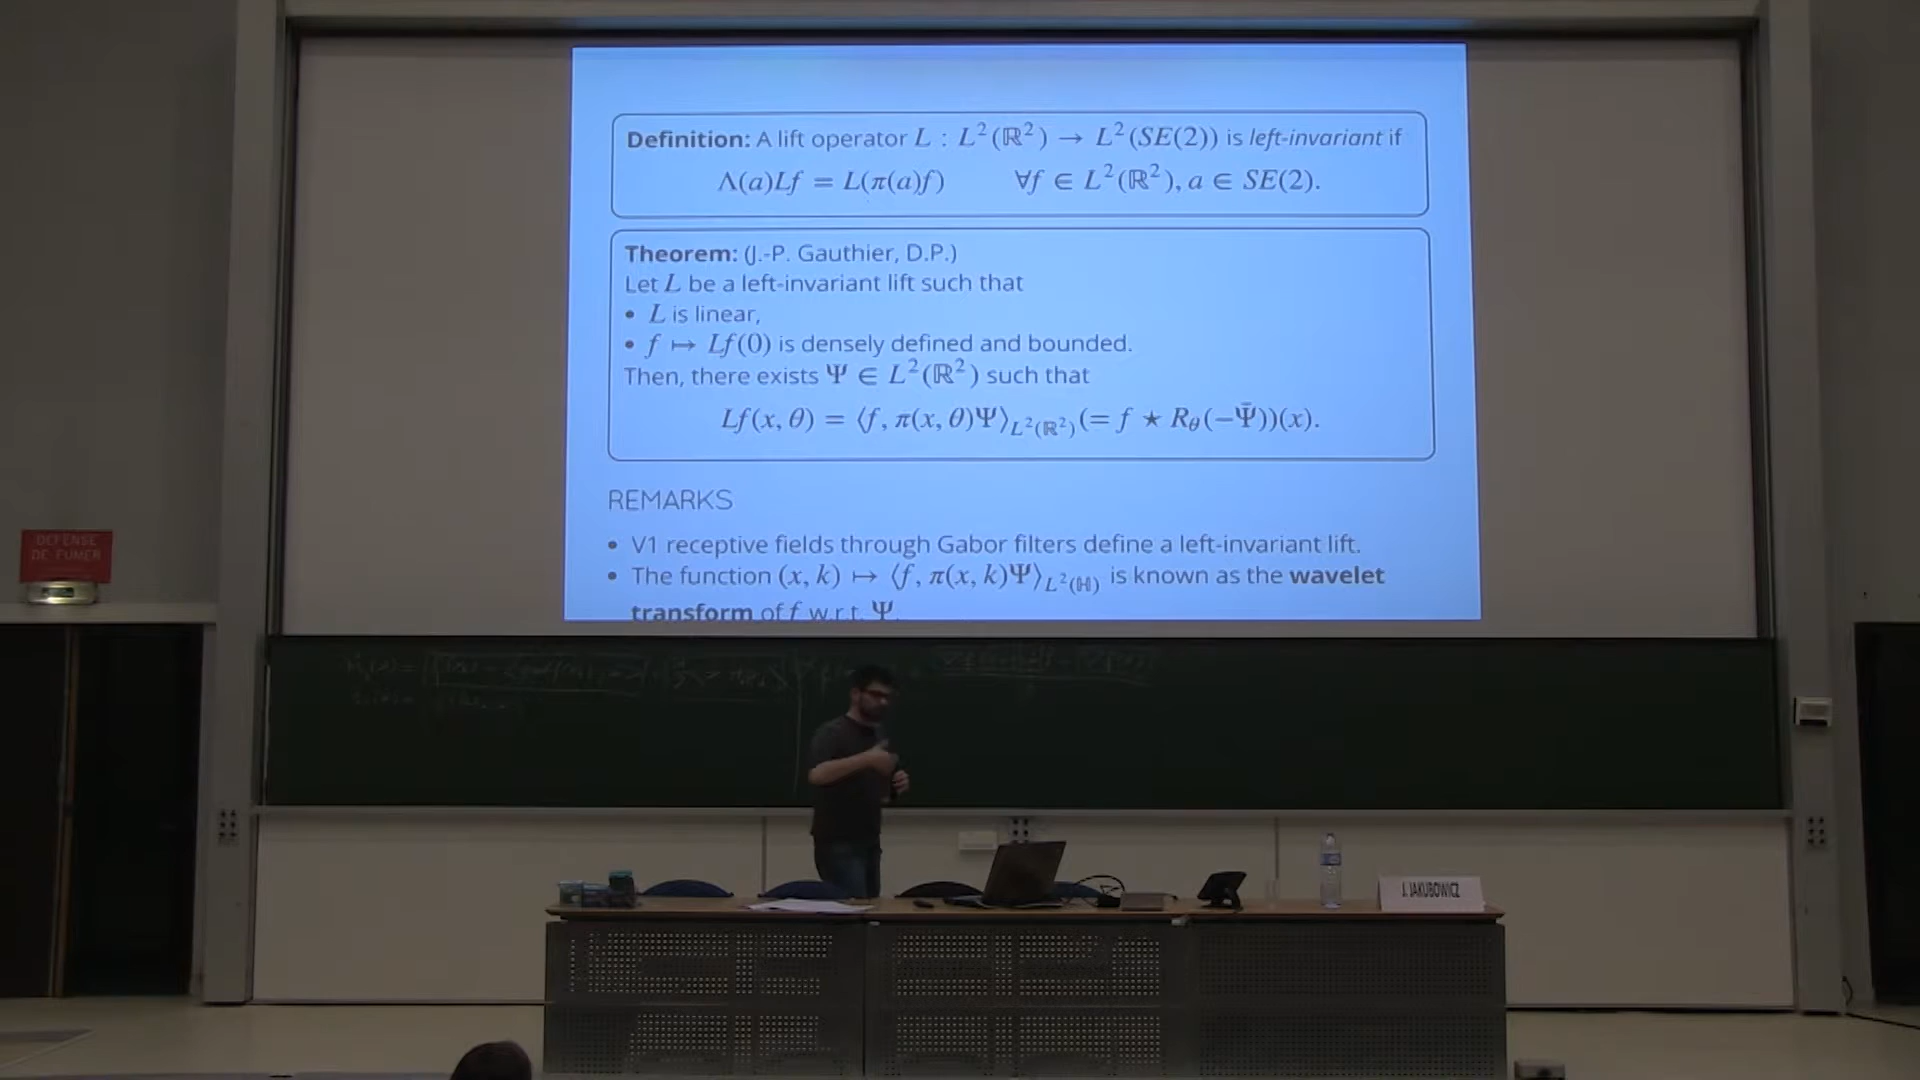 Definition: A lift operator L : L²(ℝ²) → L²(SE(2)) is left-invariant if
Λ(a)Lf = L(π(a)f) ∀f ∈ L²(ℝ²), a ∈ SE(2).
Theorem: (J.-P. Gauthier, D.P.)
Let L be a left-invariant lift such that
• L is linear,
• f ↦ Lf(0) is densely defined and bounded.
Then, there exists Ψ ∈ L²(ℝ²) such that
Lf(x, θ) = ⟨f, π(x, θ)Ψ⟩_{L²(ℝ²)}(= f ⋆ R_θ(−Ψ̄))(x).
REMARKS
• V1 receptive fields through Gabor filters define a left-invariant lift.
• The function (x, k) ↦ ⟨f, π(x, k)Ψ⟩_{L²(ℍ)} is known as the wavelet
transform of f w.r.t. Ψ.
DEFENSE
DE FUMER
J. JAKUBOWICZ